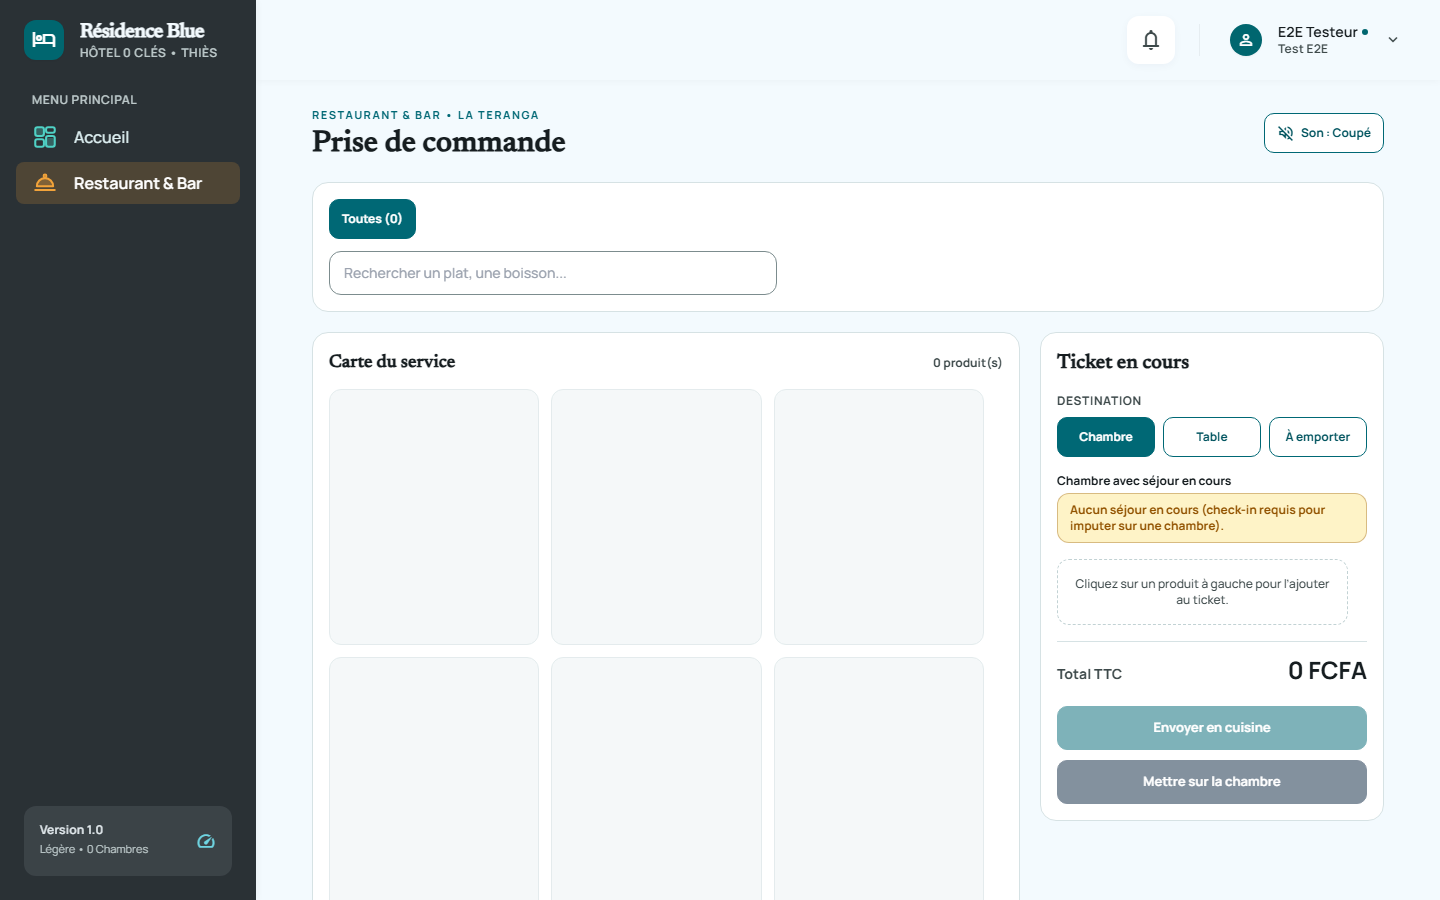 Résidence Blue
HÔTEL 0 CLÉS • THIÈS
MENU PRINCIPAL
Accueil
Restaurant & Bar
Version 1.0
Légère • 0 Chambres
E2E Testeur
Test E2E
RESTAURANT & BAR • LA TERANGA
Prise de commande
Son : Coupé
Toutes (0)
Rechercher un plat, une boisson...
Carte du service
0 produit(s)
Ticket en cours
DESTINATION
Chambre
Table
À emporter
Chambre avec séjour en cours
Aucun séjour en cours (check-in requis pour
imputer sur une chambre).
Cliquez sur un produit à gauche pour l'ajouter
au ticket.
Total TTC
0 FCFA
Envoyer en cuisine
Mettre sur la chambre